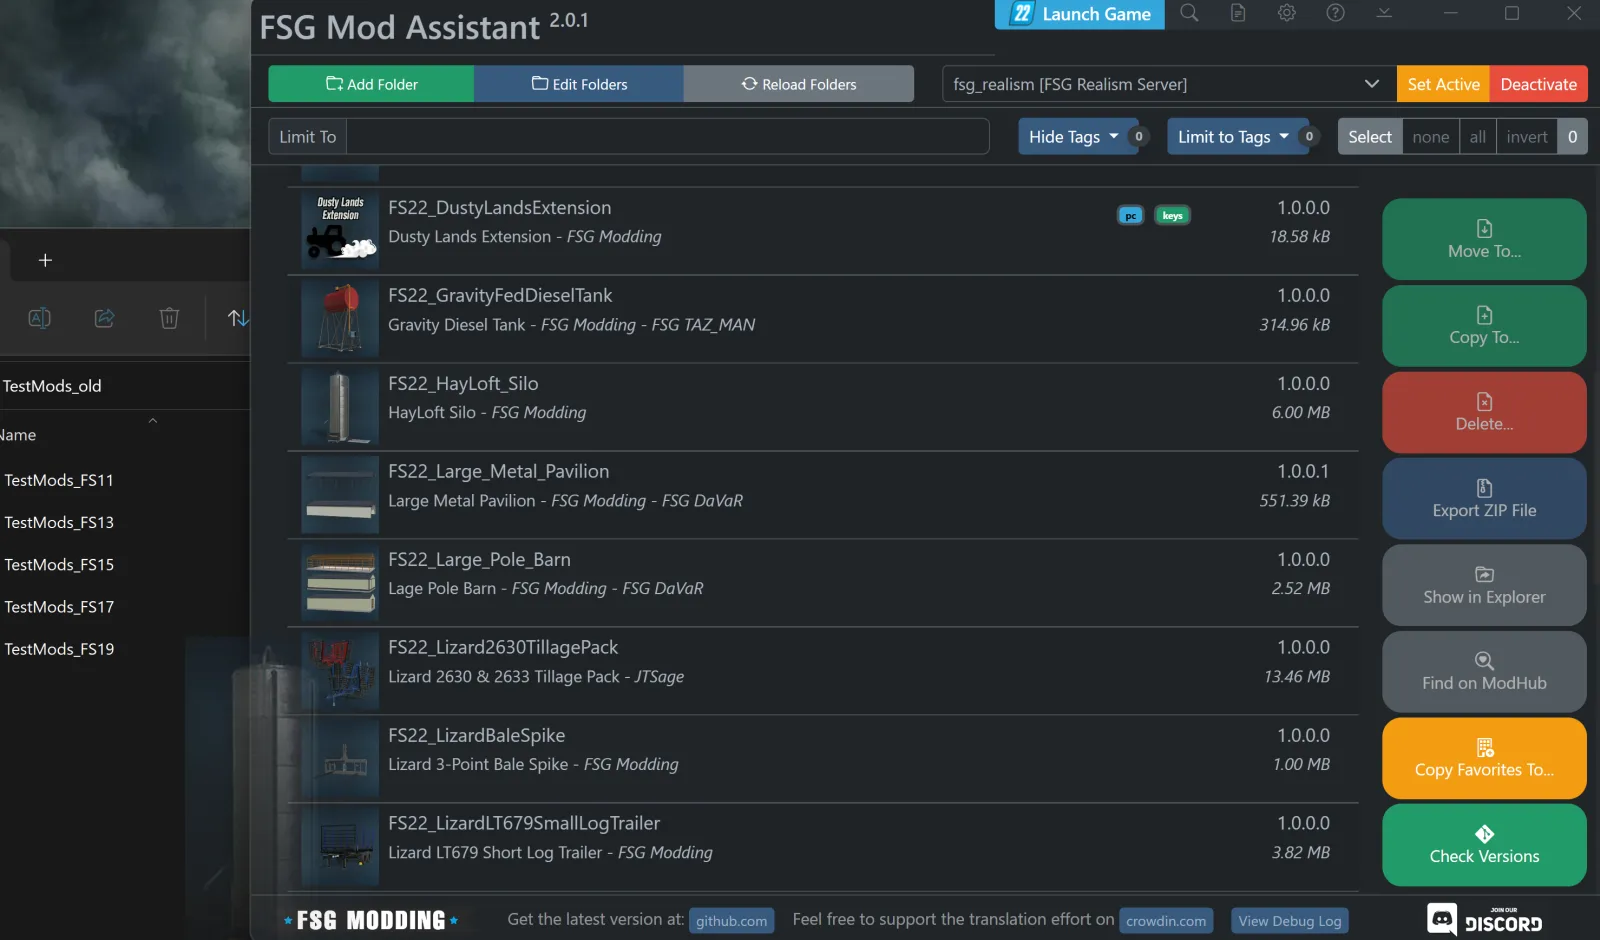 FSG Mod Assistant 2.0.1
22 Launch Game
Add Folder
Edit Folders
Reload Folders
fsg_realism [FSG Realism Server]
Set Active
Deactivate
Limit To
Hide Tags 0
Limit to Tags 0
Select none all invert 0
Dusty Lands
Extension
FS22_DustyLandsExtension
Dusty Lands Extension - FSG Modding
pc
keys
1.0.0.0
18.58 kB
FS22_GravityFedDieselTank
Gravity Diesel Tank - FSG Modding - FSG TAZ_MAN
1.0.0.0
314.96 kB
FS22_HayLoft_Silo
HayLoft Silo - FSG Modding
1.0.0.0
6.00 MB
FS22_Large_Metal_Pavilion
Large Metal Pavilion - FSG Modding - FSG DaVaR
1.0.0.1
551.39 kB
FS22_Large_Pole_Barn
Lage Pole Barn - FSG Modding - FSG DaVaR
1.0.0.0
2.52 MB
FS22_Lizard2630TillagePack
Lizard 2630 & 2633 Tillage Pack - JTSage
1.0.0.0
13.46 MB
FS22_LizardBaleSpike
Lizard 3-Point Bale Spike - FSG Modding
1.0.0.0
1.00 MB
FS22_LizardLT679SmallLogTrailer
Lizard LT679 Short Log Trailer - FSG Modding
1.0.0.0
3.82 MB
Move To...
Copy To...
Delete...
Export ZIP File
Show in Explorer
Find on ModHub
Copy Favorites To...
Check Versions
TestMods_old
Name
TestMods_FS11
TestMods_FS13
TestMods_FS15
TestMods_FS17
TestMods_FS19
FSG MODDING
Get the latest version at: github.com
Feel free to support the translation effort on crowdin.com
View Debug Log
JOIN OUR
DISCORD